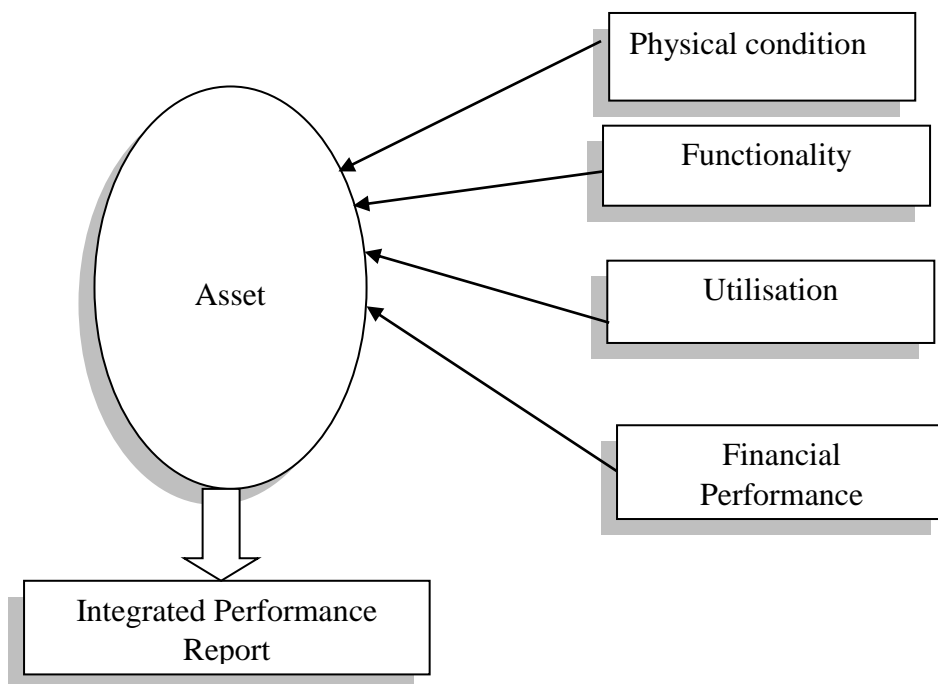 Physical condition
Functionality
Asset
Utilisation
Financial
Performance
Integrated Performance
Report